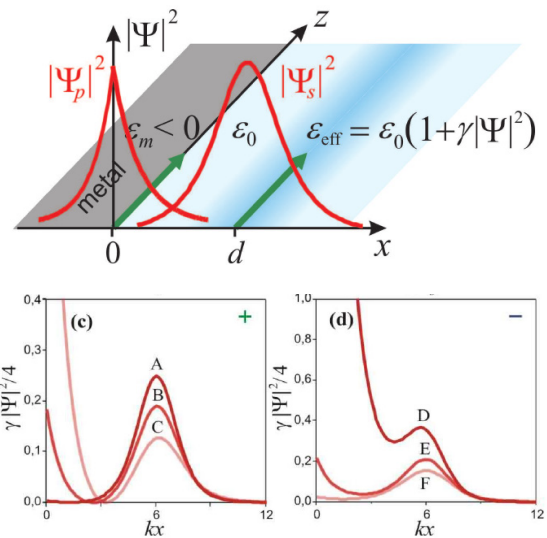 |Ψ|²
z
|Ψₚ|²
|Ψₛ|²
εₘ < 0
ε₀
ε_eff = ε₀(1+γ|Ψ|²)
metal
0
d
x
(c)
+
γ|Ψ|²/4
0,4
0,3
0,2
0,1
0,0
A
B
C
0
6
12
kx
(d)
−
γ|Ψ|²/4
1,0
0,8
0,6
0,4
0,2
0,0
D
E
F
0
6
12
kx